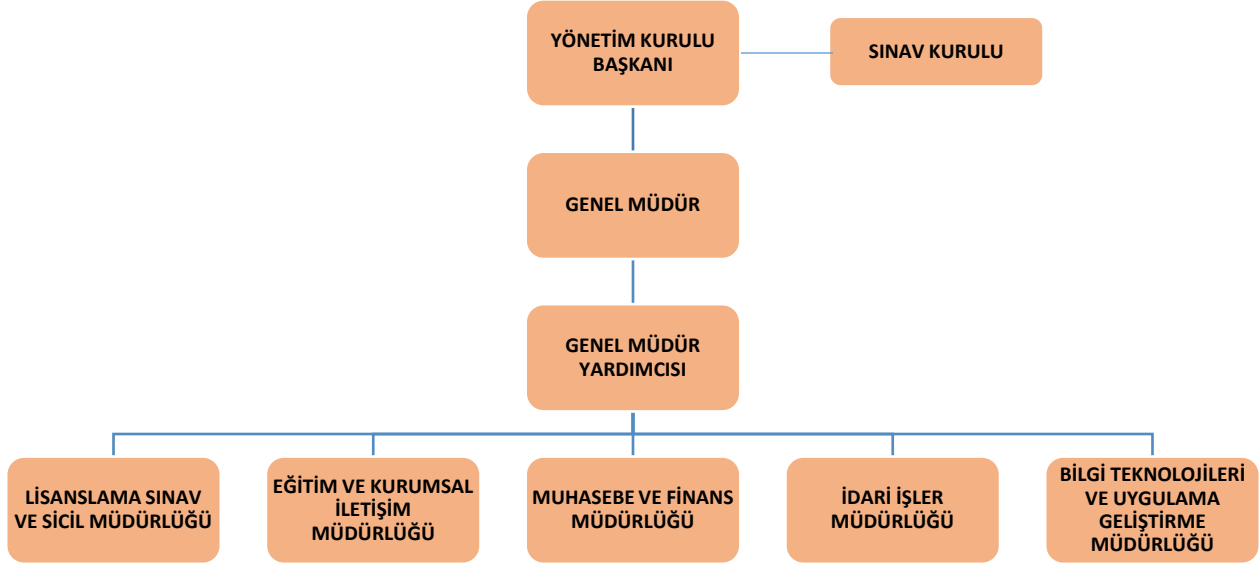 YÖNETİM KURULU
BAŞKANI
SINAV KURULU
GENEL MÜDÜR
GENEL MÜDÜR
YARDIMCISI
LİSANSLAMA SINAV
VE SİCİL MÜDÜRLÜĞÜ
EĞİTİM VE KURUMSAL
İLETİŞİM
MÜDÜRLÜĞÜ
MUHASEBE VE FİNANS
MÜDÜRLÜĞÜ
İDARİ İŞLER
MÜDÜRLÜĞÜ
BİLGİ TEKNOLOJİLERİ
VE UYGULAMA
GELİŞTİRME
MÜDÜRLÜĞÜ